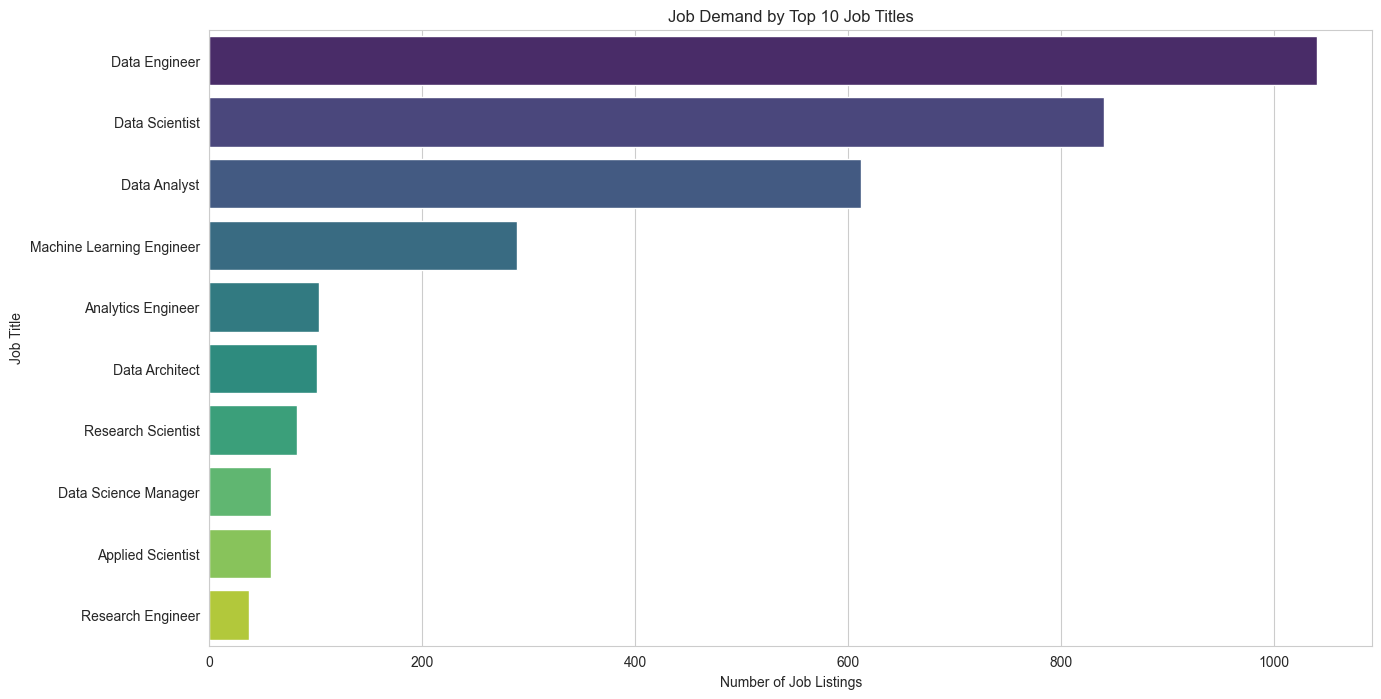 Job Demand by Top 10 Job Titles
Job Title
Data Engineer
Data Scientist
Data Analyst
Machine Learning Engineer
Analytics Engineer
Data Architect
Research Scientist
Data Science Manager
Applied Scientist
Research Engineer
0 200 400 600 800 1000
Number of Job Listings